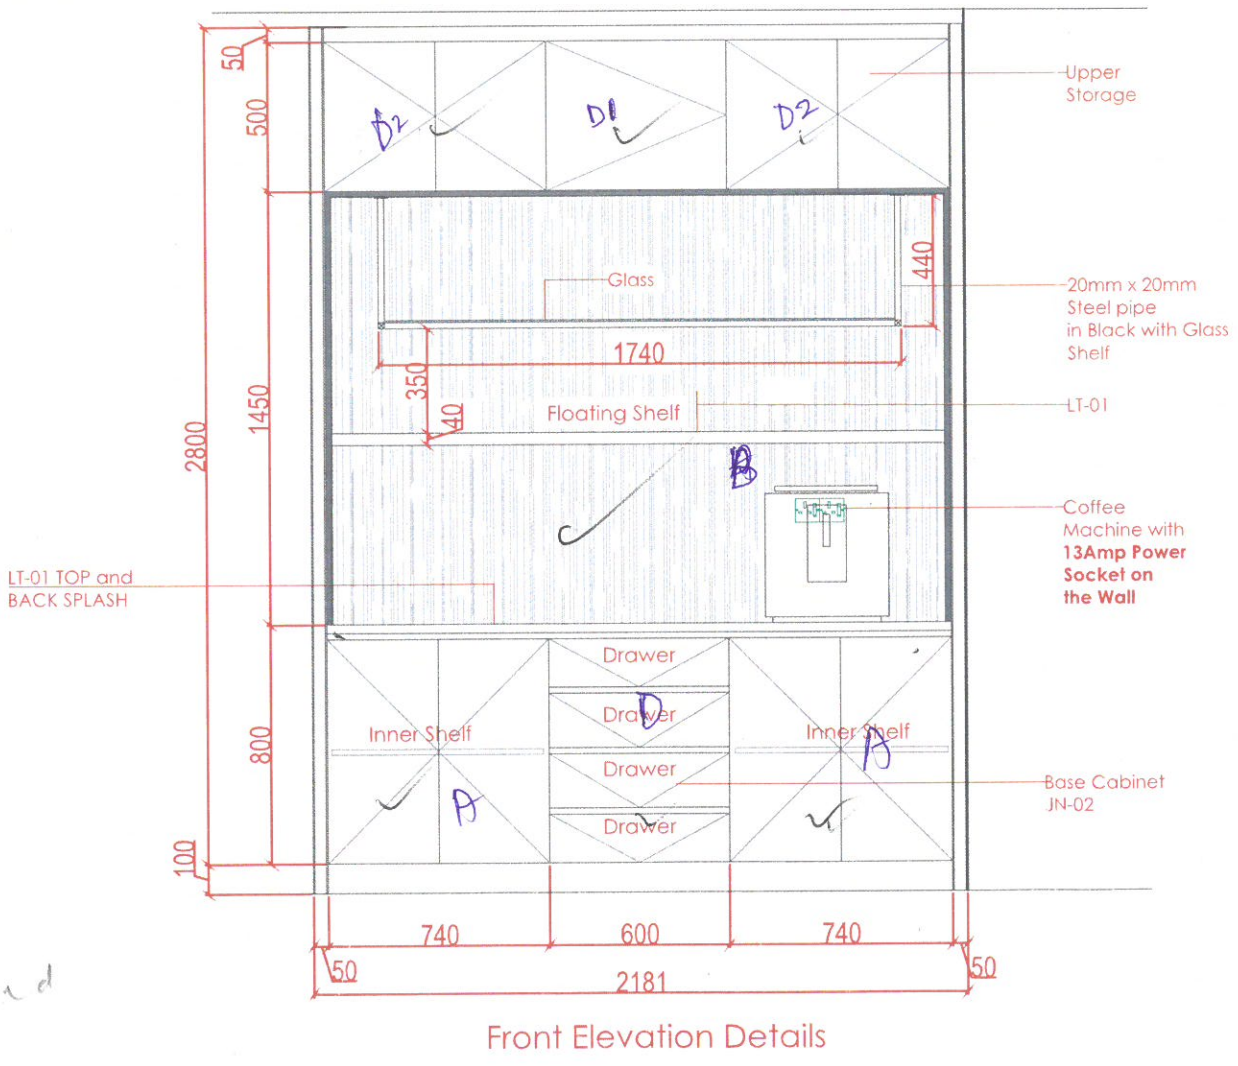 50
500
D2
D1
D2
Upper
Storage
Glass
440
20mm x 20mm
Steel pipe
in Black with Glass
Shelf
1740
350
40
Floating Shelf
LT-01
1450
2800
B
Coffee
Machine with
13Amp Power
Socket on
the Wall
LT-01 TOP and
BACK SPLASH
Drawer
Drawer
D
Inner Shelf
Inner Shelf
A
A
800
Drawer
Base Cabinet
JN-02
Drawer
100
740
600
740
50
50
2181
Front Elevation Details